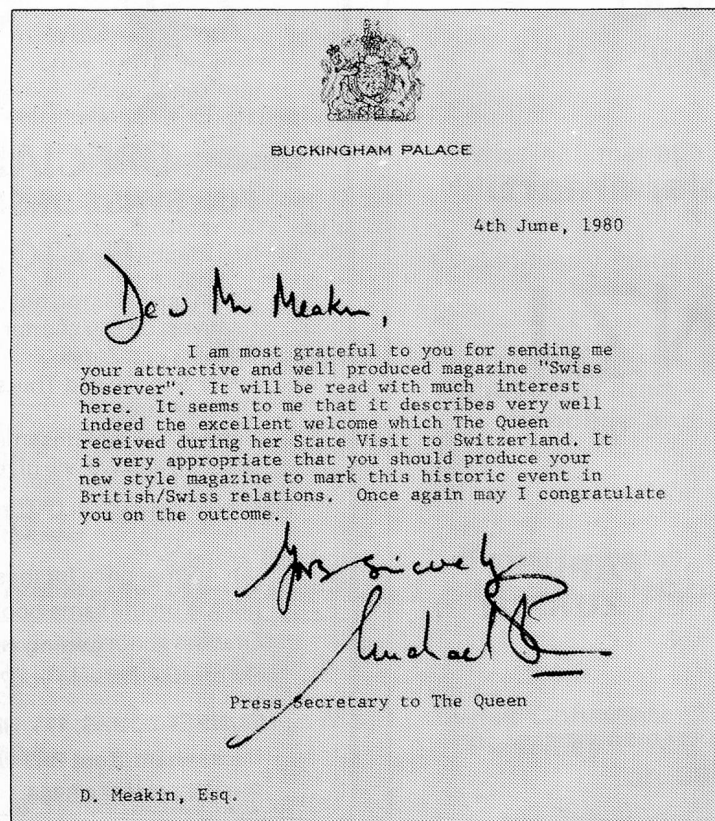 BUCKINGHAM PALACE
4th June, 1980
Dear Mr Meakin,
I am most grateful to you for sending me
your attractive and well produced magazine "Swiss
Observer". It will be read with much interest
here. It seems to me that it describes very well
indeed the excellent welcome which The Queen
received during her State Visit to Switzerland. It
is very appropriate that you should produce your
new style magazine to mark this historic event in
British/Swiss relations. Once again may I congratulate
you on the outcome.
Yours sincerely
Michael
Press Secretary to The Queen
D. Meakin, Esq.